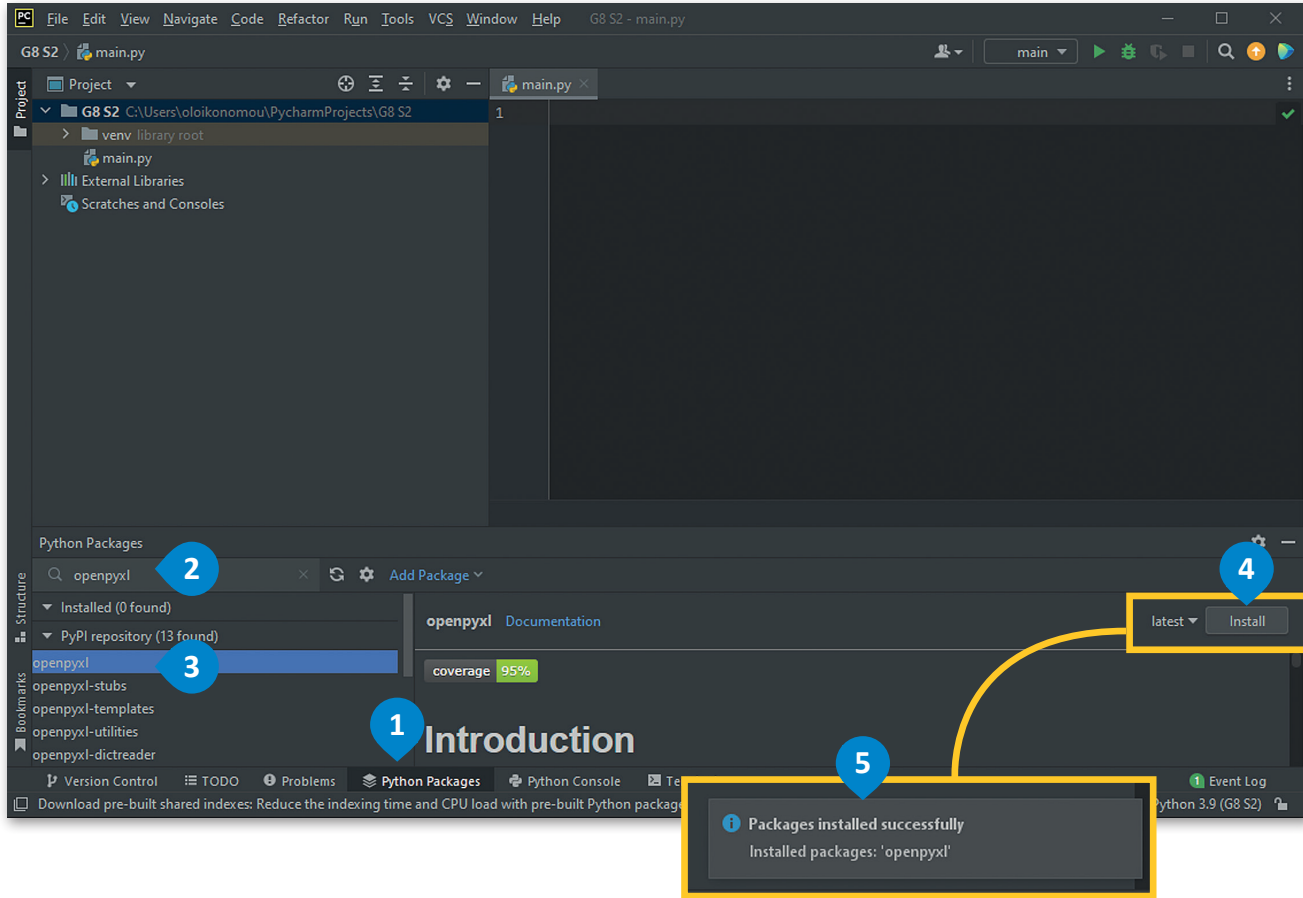 PC File Edit View Navigate Code Refactor Run Tools VCS Window Help G8 S2 - main.py
G8 S2 main.py
main
Project
Project
main.py
G8 S2 C:\Users\oloikonomou\PycharmProjects\G8 S2
1
venv library root
main.py
External Libraries
Scratches and Consoles
Python Packages
openpyxl
2
Add Package
4
Structure
Installed (0 found)
openpyxl Documentation
latest Install
PyPI repository (13 found)
openpyxl
3
coverage 95%
openpyxl-stubs
Bookmarks
openpyxl-templates
1
openpyxl-utilities
Introduction
openpyxl-dictreader
5
Version Control TODO Problems Python Packages Python Console Te
1 Event Log
Download pre-built shared indexes: Reduce the indexing time and CPU load with pre-built Python package
Python 3.9 (G8 S2)
Packages installed successfully
Installed packages: 'openpyxl'